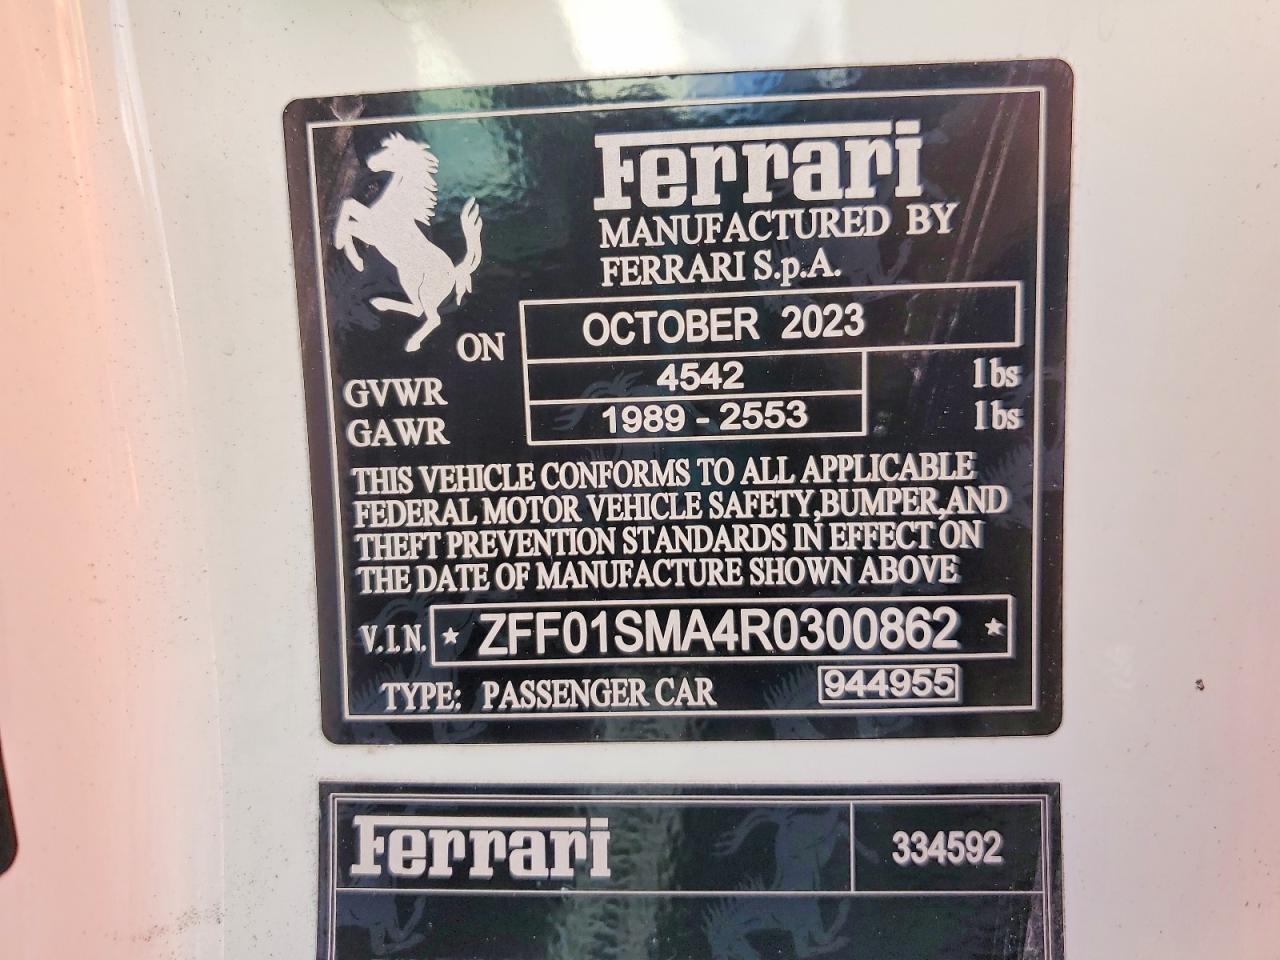 Ferrari
MANUFACTURED BY
FERRARI S.p.A.
ON OCTOBER 2023
GVWR 4542 lbs
GAWR 1989 - 2553 lbs
THIS VEHICLE CONFORMS TO ALL APPLICABLE
FEDERAL MOTOR VEHICLE SAFETY,BUMPER,AND
THEFT PREVENTION STANDARDS IN EFFECT ON
THE DATE OF MANUFACTURE SHOWN ABOVE
V.I.N. * ZFF01SMA4R0300862 *
TYPE: PASSENGER CAR 944955
Ferrari 334592